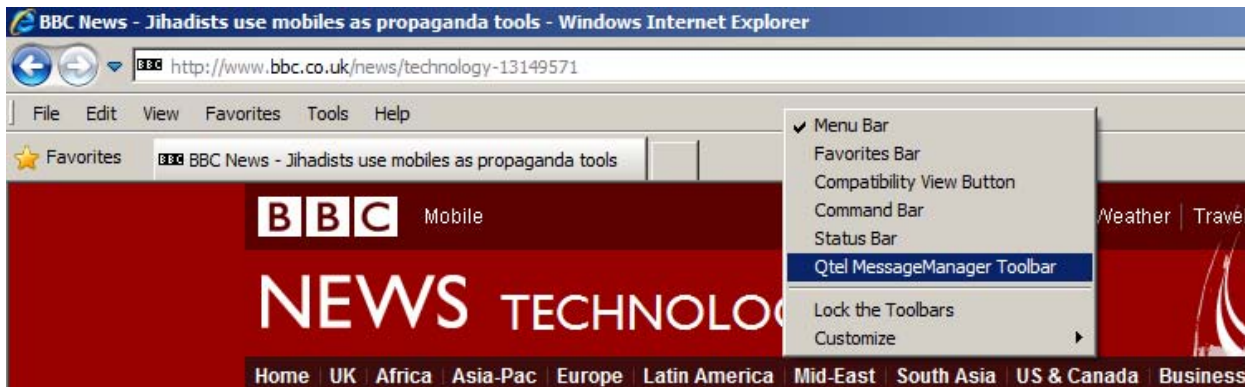 BBC News - Jihadists use mobiles as propaganda tools - Windows Internet Explorer
BBC http://www.bbc.co.uk/news/technology-13149571
File Edit View Favorites Tools Help
Favorites BBC BBC News - Jihadists use mobiles as propaganda tools
Menu Bar
Favorites Bar
Compatibility View Button
Command Bar
Status Bar
Qtel MessageManager Toolbar
Lock the Toolbars
Customize
BBC Mobile Weather Trave
NEWS TECHNOLO
Home UK Africa Asia-Pac Europe Latin America Mid-East South Asia US & Canada Business